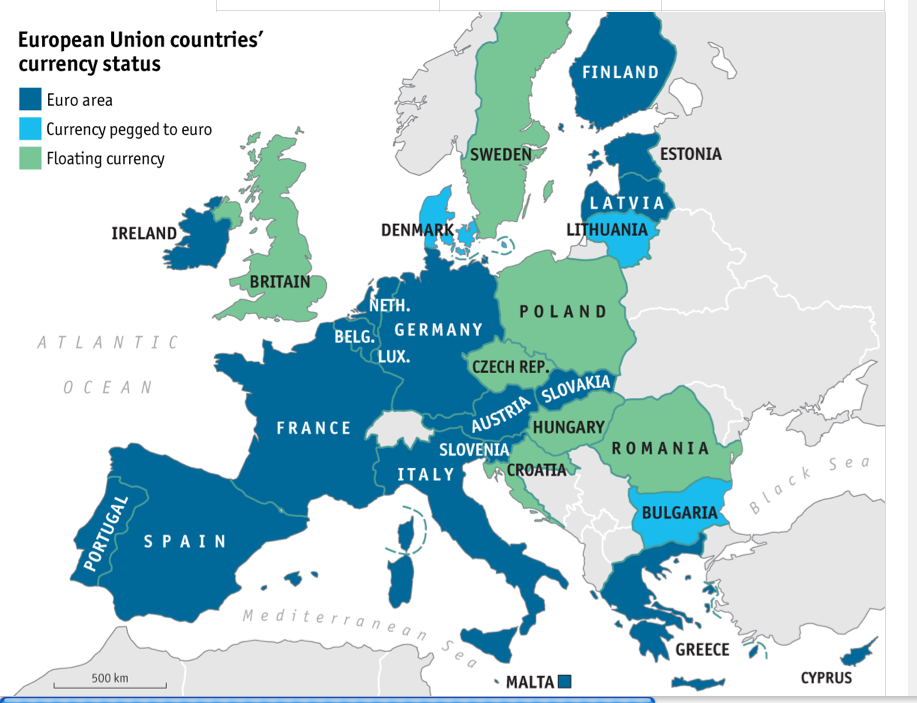 European Union countries’
currency status
Euro area
Currency pegged to euro
Floating currency
FINLAND
SWEDEN
ESTONIA
LATVIA
LITHUANIA
DENMARK
IRELAND
BRITAIN
NETH.
BELG.
LUX.
GERMANY
POLAND
CZECH REP.
SLOVAKIA
AUSTRIA
HUNGARY
ROMANIA
SLOVENIA
CROATIA
ITALY
FRANCE
ATLANTIC
OCEAN
PORTUGAL
SPAIN
BULGARIA
Black Sea
Mediterranean Sea
GREECE
MALTA
CYPRUS
500 km